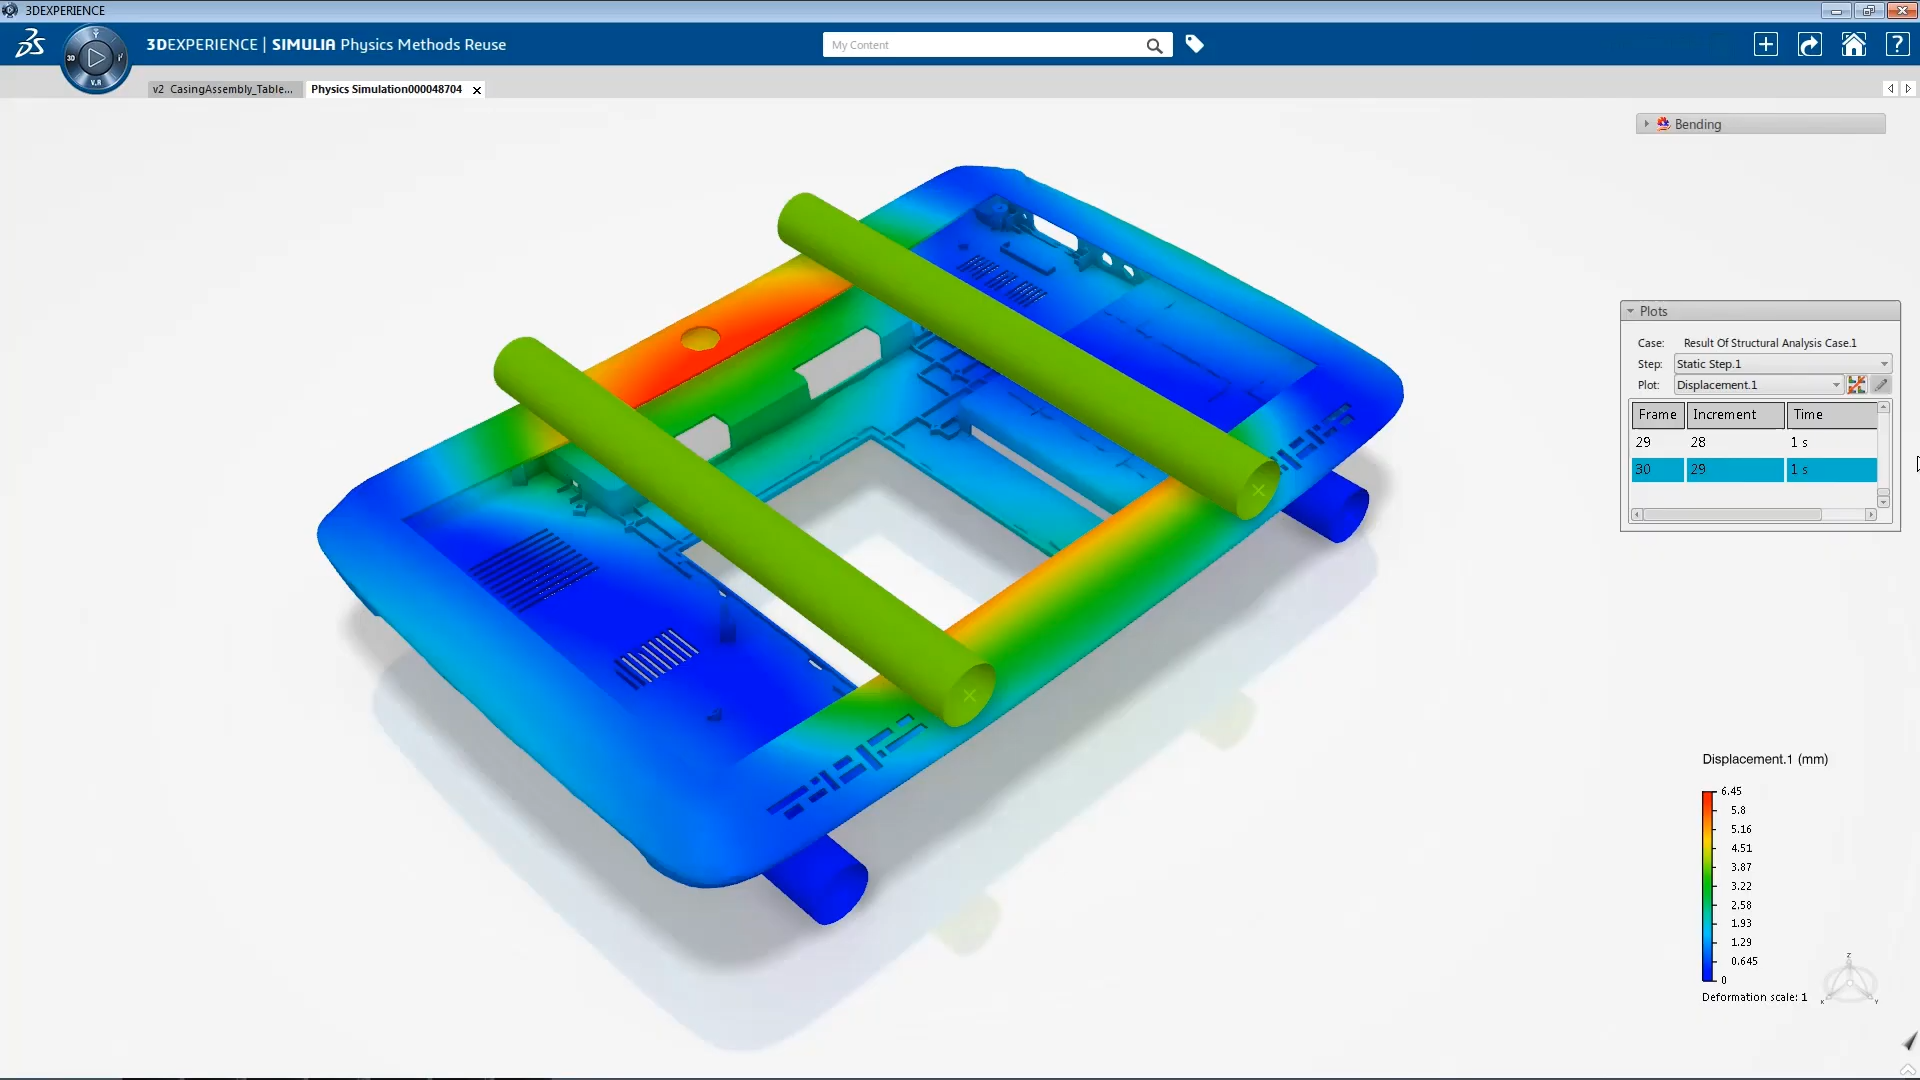 3DEXPERIENCE
3DEXPERIENCE | SIMULIA Physics Methods Reuse
My Content
3D
V.R
v2 CasingAssembly_Table...
Physics Simulation000048704
Bending
Plots
Case: Result Of Structural Analysis Case.1
Step: Static Step.1
Plot: Displacement.1
Frame Increment Time
29 28 1 s
30 29 1 s
Displacement.1 (mm)
6.45
5.8
5.16
4.51
3.87
3.22
2.58
1.93
1.29
0.645
0
Deformation scale: 1
z
x
Y